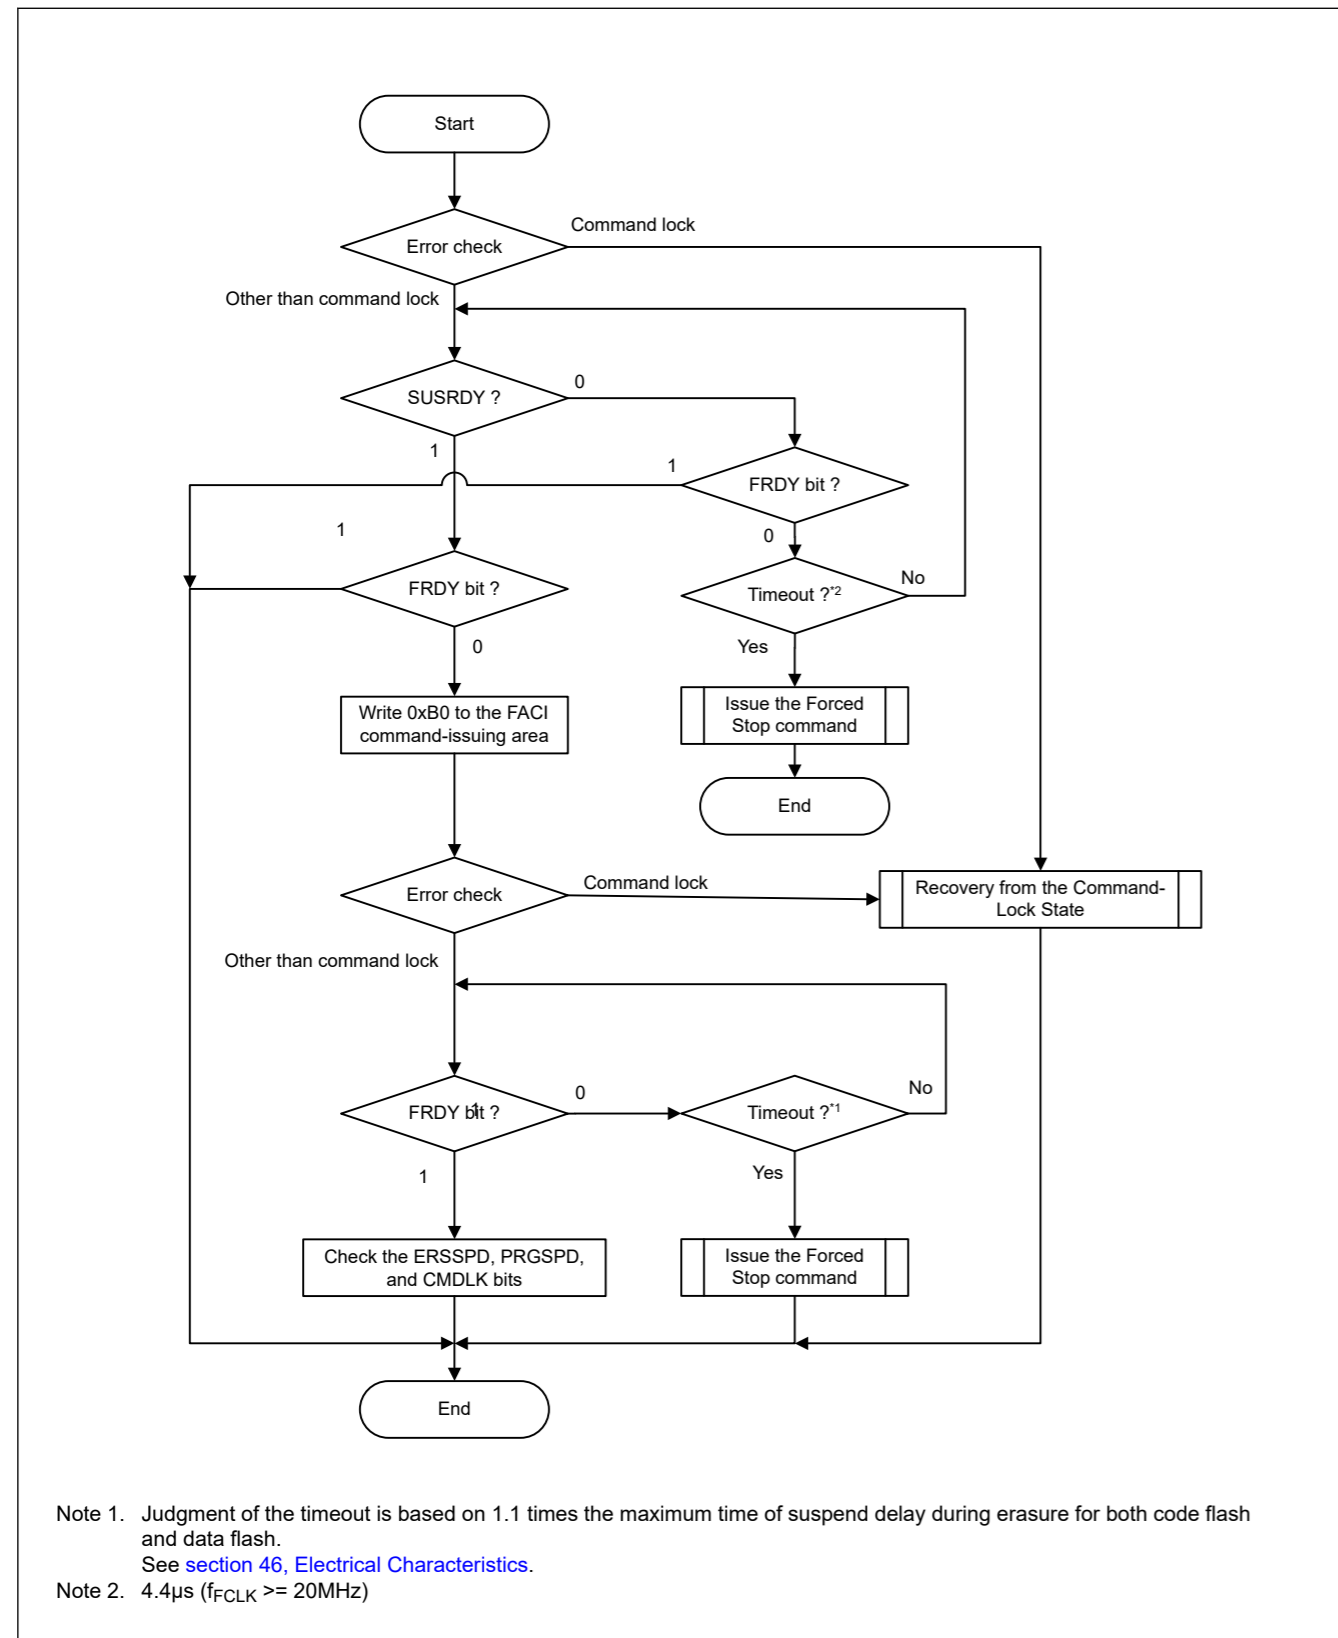 Start
Error check
Command lock
Other than command lock
SUSRDY ?
0
1
FRDY bit ?
1
0
1
FRDY bit ?
0
Timeout ?*2
No
Yes
Write 0xB0 to the FACI
command-issuing area
Issue the Forced
Stop command
End
Error check
Command lock
Recovery from the Command-
Lock State
Other than command lock
FRDY bit ?
1
0
Timeout ?*1
No
1
Yes
Check the ERSSPD, PRGSPD,
and CMDLK bits
Issue the Forced
Stop command
End
Note 1. Judgment of the timeout is based on 1.1 times the maximum time of suspend delay during erasure for both code flash
and data flash.
See section 46, Electrical Characteristics.
Note 2. 4.4µs (fFCLK >= 20MHz)